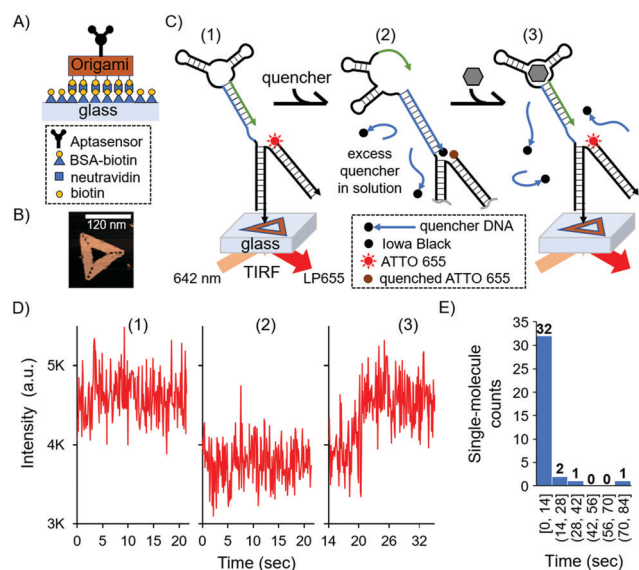 A)
Origami
glass
Aptasensor
BSA-biotin
neutravidin
biotin
B)
120 nm
C)
(1)
(2)
(3)
quencher
excess
quencher
in solution
glass
642 nm
TIRF
LP655
quencher DNA
Iowa Black
ATTO 655
quenched ATTO 655
D)
(1)
(2)
(3)
Intensity (a.u.)
5K
4K
3K
0 5 10 15 20
0 5 10 15 20
14 20 26 32
Time (sec)
E)
Single-molecule
counts
35
30
25
20
15
10
5
0
32
2
1
0
0
1
[0, 14]
(14, 28]
(28, 42]
(42, 56]
(56, 70]
(70, 84]
Time (sec)